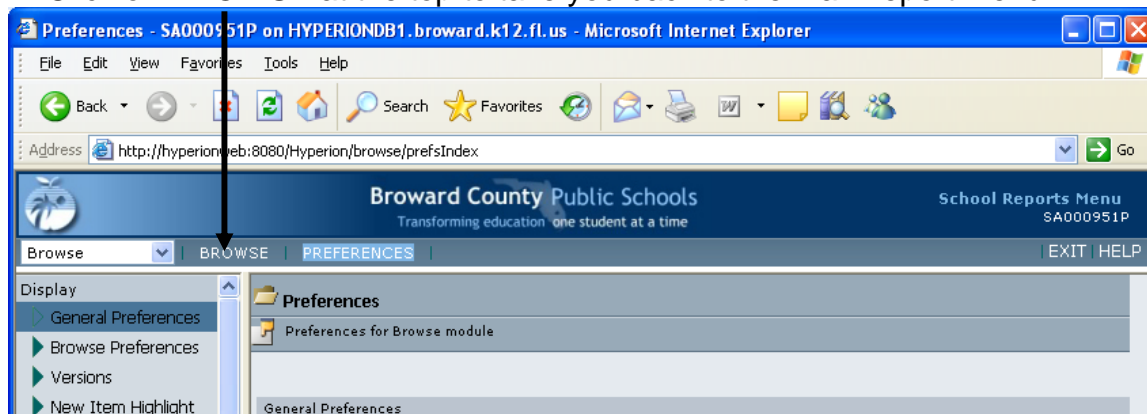 Preferences - SA000951P on HYPERIONDB1.broward.k12.fl.us - Microsoft Internet Explorer
File Edit View Favorites Tools Help
Back Search Favorites
Address http://hyperionweb:8080/Hyperion/browse/prefsIndex Go
Broward County Public Schools
Transforming education one student at a time
School Reports Menu
SA000951P
Browse | BROWSE | PREFERENCES | | EXIT | HELP
Display
General Preferences
Browse Preferences
Versions
New Item Highlight
Preferences
Preferences for Browse module
General Preferences